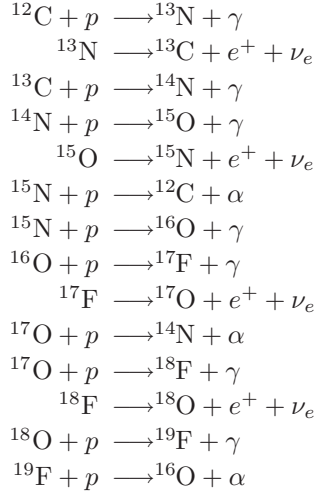 ¹²C + p ⟶ ¹³N + γ
¹³N ⟶ ¹³C + e⁺ + νₑ
¹³C + p ⟶ ¹⁴N + γ
¹⁴N + p ⟶ ¹⁵O + γ
¹⁵O ⟶ ¹⁵N + e⁺ + νₑ
¹⁵N + p ⟶ ¹²C + α
¹⁵N + p ⟶ ¹⁶O + γ
¹⁶O + p ⟶ ¹⁷F + γ
¹⁷F ⟶ ¹⁷O + e⁺ + νₑ
¹⁷O + p ⟶ ¹⁴N + α
¹⁷O + p ⟶ ¹⁸F + γ
¹⁸F ⟶ ¹⁸O + e⁺ + νₑ
¹⁸O + p ⟶ ¹⁹F + γ
¹⁹F + p ⟶ ¹⁶O + α